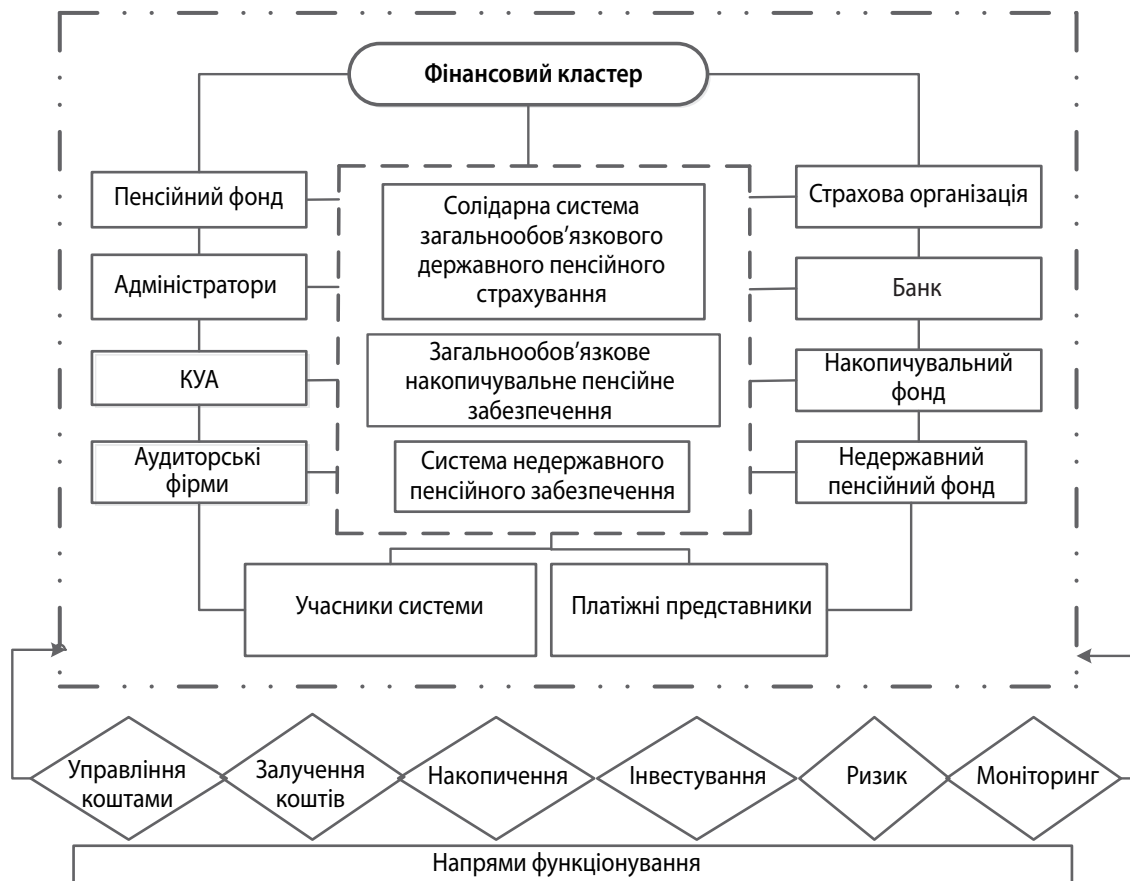 Фінансовий кластер
Пенсійний фонд
Адміністратори
КУА
Аудиторські
фірми
Солідарна система
загальнообов'язкового
державного пенсійного
страхування
Загальнообов'язкове
накопичувальне пенсійне
забезпечення
Система недержавного
пенсійного забезпечення
Страхова організація
Банк
Накопичувальний
фонд
Недержавний
пенсійний фонд
Учасники системи
Платіжні представники
Управління
коштами
Залучення
коштів
Накопичення
Інвестування
Ризик
Моніторинг
Напрями функціонування